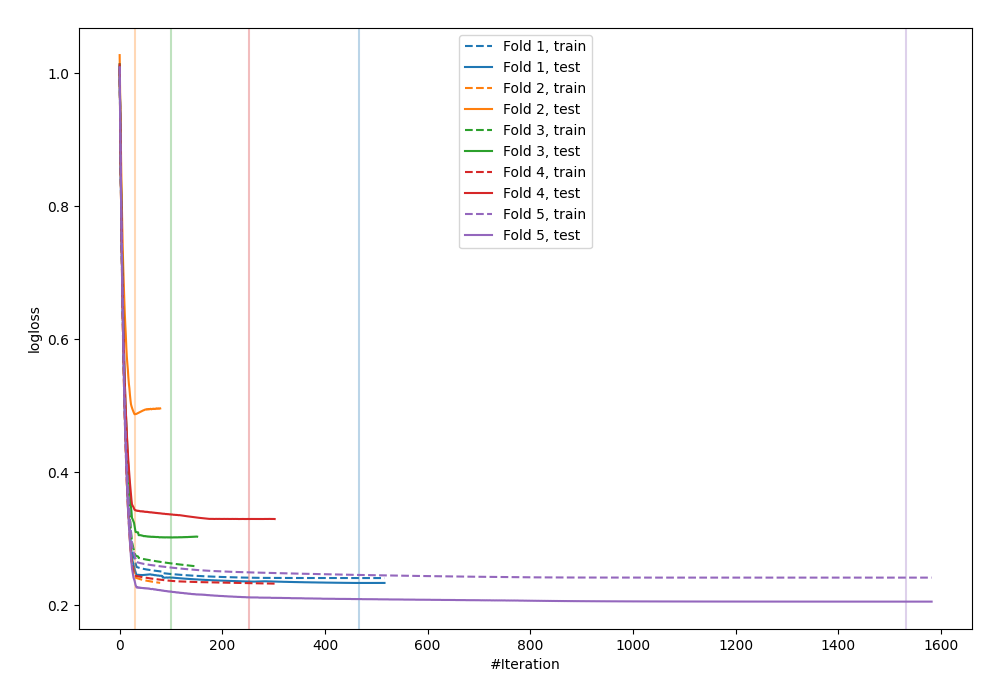 Fold 1, train
Fold 1, test
Fold 2, train
Fold 2, test
Fold 3, train
Fold 3, test
Fold 4, train
Fold 4, test
Fold 5, train
Fold 5, test
logloss
1.0
0.8
0.6
0.4
0.2
0 200 400 600 800 1000 1200 1400 1600
#Iteration